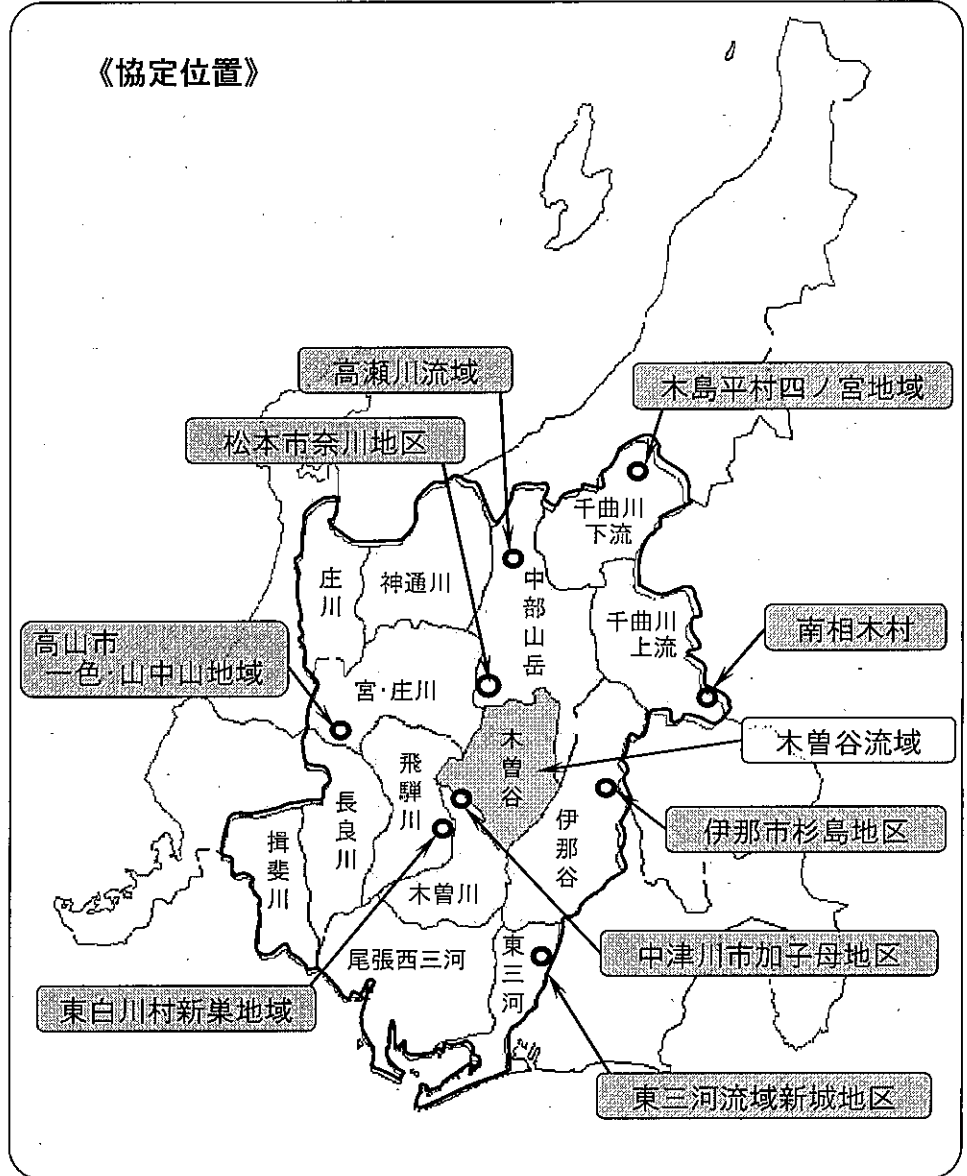 《協定位置》
高瀬川流域
木島平村四ノ宮地域
松本市奈川地区
千曲川
下流
庄川
神通川
中部山岳
千曲川
上流
南相木村
高山市
一色・山中山地域
宮・庄川
木曽谷
木曽谷流域
飛騨川
長良川
伊那谷
伊那市杉島地区
揖斐川
木曽川
尾張西三河
東三河
中津川市加子母地区
東白川村新巣地域
東三河流域新城地区